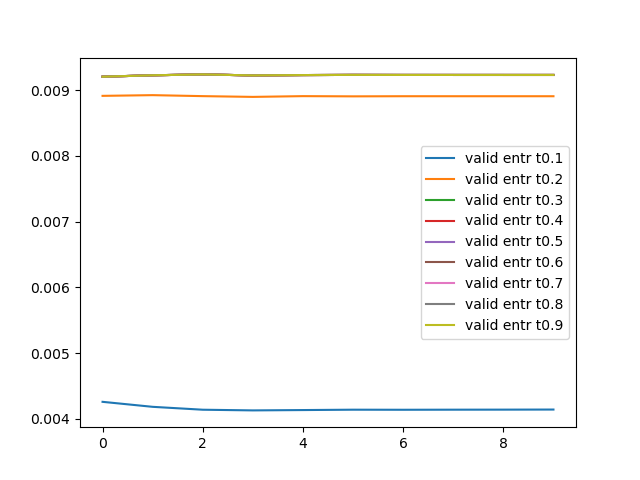 0.009
0.008
0.007
0.006
0.005
0.004
0 2 4 6 8
valid entr t0.1
valid entr t0.2
valid entr t0.3
valid entr t0.4
valid entr t0.5
valid entr t0.6
valid entr t0.7
valid entr t0.8
valid entr t0.9